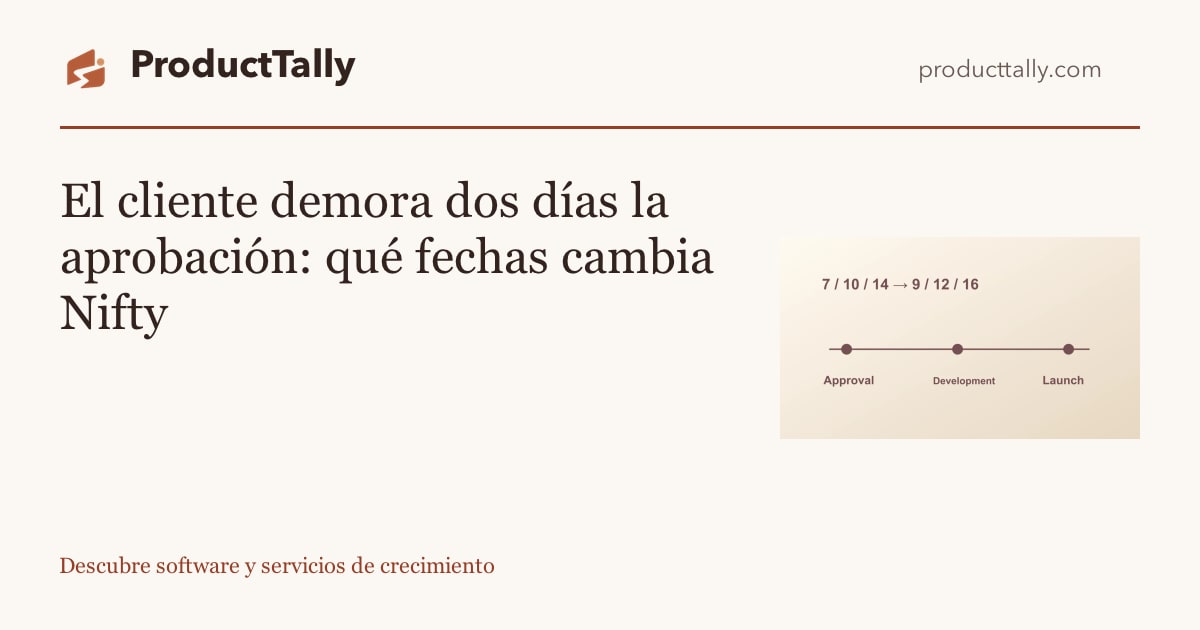 ProductTally
producttally.com
El cliente demora dos días la
aprobación: qué fechas cambia
Nifty
7 / 10 / 14 → 9 / 12 / 16
Approval
Development
Launch
Descubre software y servicios de crecimiento